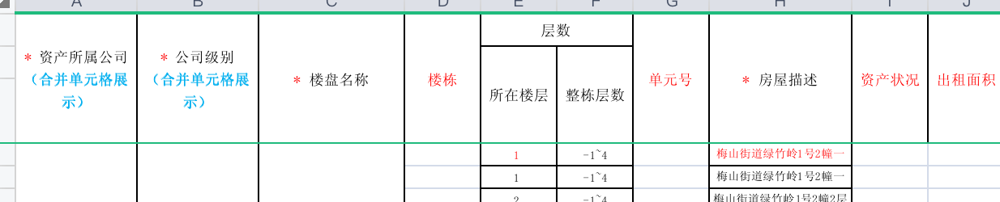 A B C D E F G H I J
层数
* 资产所属公司
（合并单元格展
示）
* 公司级别
（合并单元格展
示）
* 楼盘名称
楼栋
所在楼层
整栋层数
单元号
* 房屋描述
资产状况
出租面积
1 -1~4 梅山街道绿竹岭1号2幢一
1 -1~4 梅山街道绿竹岭1号2幢一
2 -1~4 梅山街道绿竹岭1号2幢2层